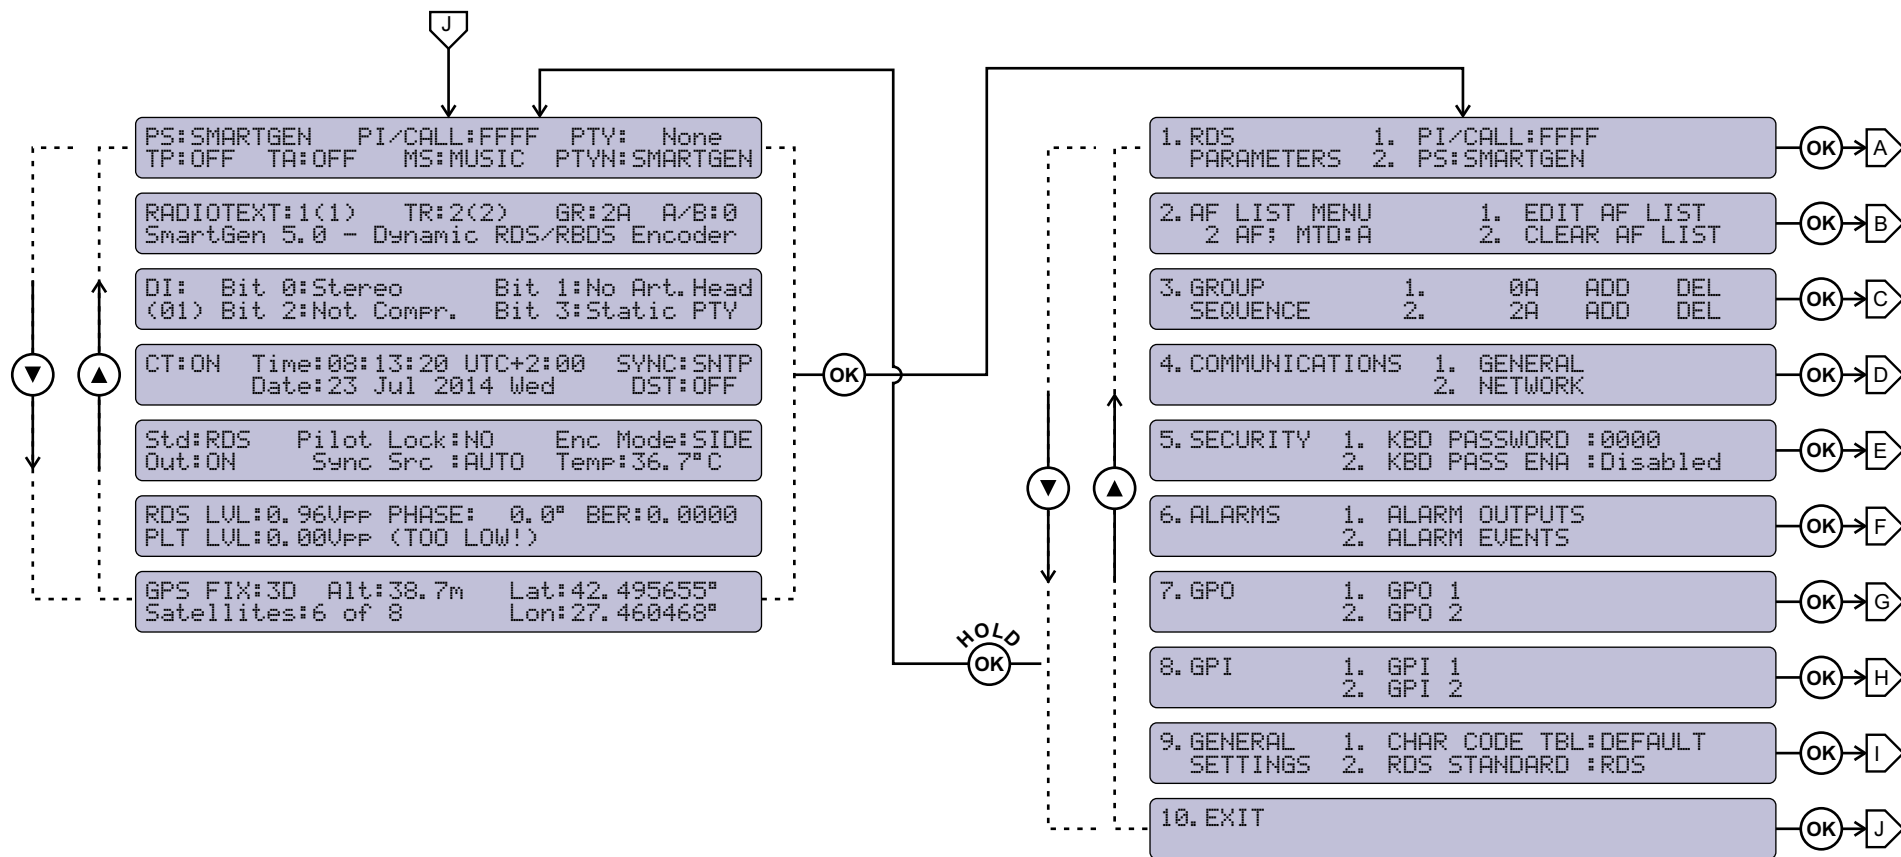 J
PS:SMARTGEN PI/CALL:FFFF PTY: None
TP:OFF TA:OFF MS:MUSIC PTYN:SMARTGEN
RADIOTEXT:1(1) TR:2(2) GR:2A A/B:0
SmartGen 5.0 - Dynamic RDS/RBDS Encoder
DI: Bit 0:Stereo Bit 1:No Art.Head
(01) Bit 2:Not Compr. Bit 3:Static PTY
CT:ON Time:08:13:20 UTC+2:00 SYNC:SNTP
Date:23 Jul 2014 Wed DST:OFF
Std:RDS Pilot Lock:NO Enc Mode:SIDE
Out:ON Sync Src :AUTO Temp:36.7°C
RDS LVL:0.96Vpp PHASE: 0.0° BER:0.0000
PLT LVL:0.00Vpp (TOO LOW!)
GPS FIX:3D Alt:38.7m Lat:42.495655°
Satellites:6 of 8 Lon:27.460468°
▼
▲
OK
HOLD
OK
▼
▲
1.RDS 1. PI/CALL:FFFF
PARAMETERS 2. PS:SMARTGEN
OK A
2.AF LIST MENU 1. EDIT AF LIST
2 AF; MTD:A 2. CLEAR AF LIST
OK B
3.GROUP 1. 0A ADD DEL
SEQUENCE 2. 2A ADD DEL
OK C
4.COMMUNICATIONS 1. GENERAL
2. NETWORK
OK D
5.SECURITY 1. KBD PASSWORD :0000
2. KBD PASS ENA :Disabled
OK E
6.ALARMS 1. ALARM OUTPUTS
2. ALARM EVENTS
OK F
7.GPO 1. GPO 1
2. GPO 2
OK G
8.GPI 1. GPI 1
2. GPI 2
OK H
9.GENERAL 1. CHAR CODE TBL:DEFAULT
SETTINGS 2. RDS STANDARD :RDS
OK I
10.EXIT
OK J